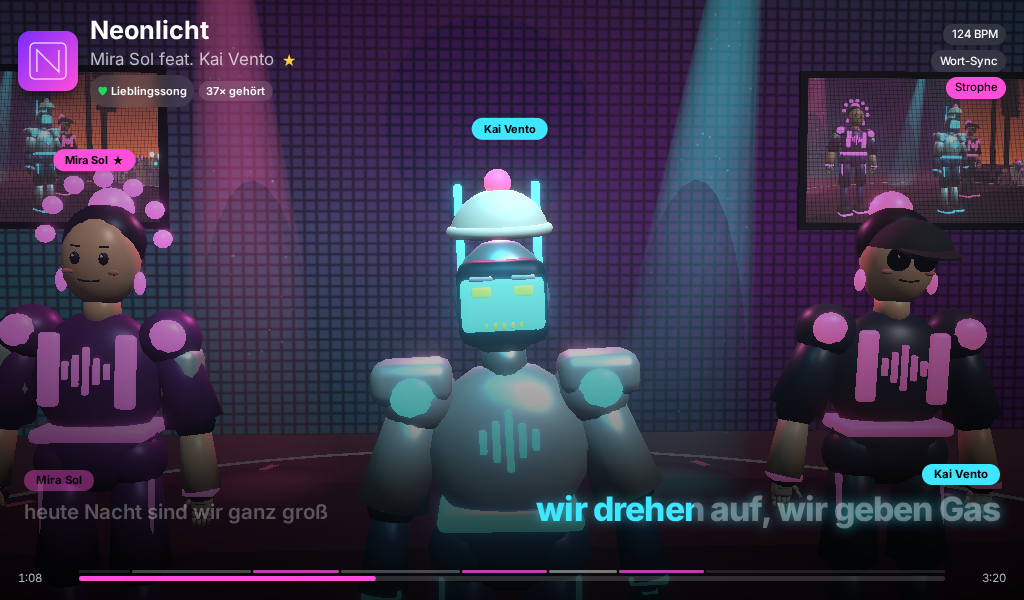 N
Neonlicht
Mira Sol feat. Kai Vento ★
Lieblingssong
37× gehört
124 BPM
Wort-Sync
Strophe
Kai Vento
Mira Sol ★
Mira Sol
heute Nacht sind wir ganz groß
Kai Vento
wir drehen auf, wir geben Gas
1:08
3:20